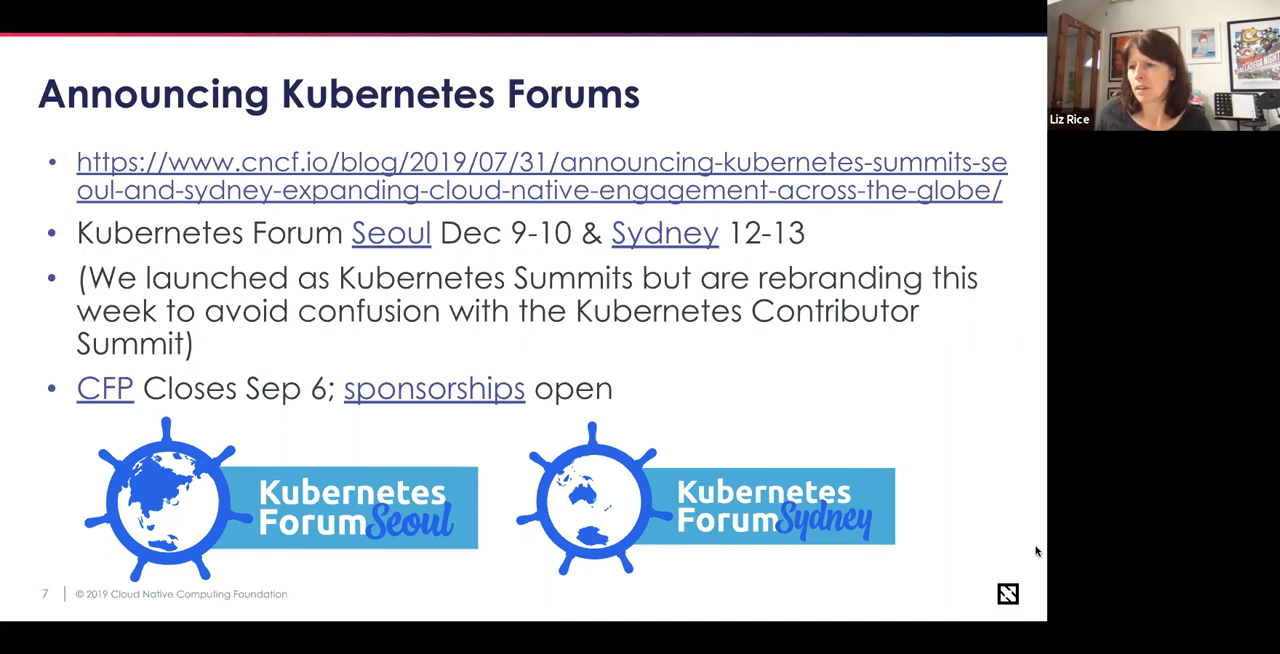 Announcing Kubernetes Forums
Liz Rice
• https://www.cncf.io/blog/2019/07/31/announcing-kubernetes-summits-se
oul-and-sydney-expanding-cloud-native-engagement-across-the-globe/
• Kubernetes Forum Seoul Dec 9-10 & Sydney 12-13
• (We launched as Kubernetes Summits but are rebranding this
week to avoid confusion with the Kubernetes Contributor
Summit)
• CFP Closes Sep 6; sponsorships open
Kubernetes
Forum Seoul
Kubernetes
Forum Sydney
7 | © 2019 Cloud Native Computing Foundation